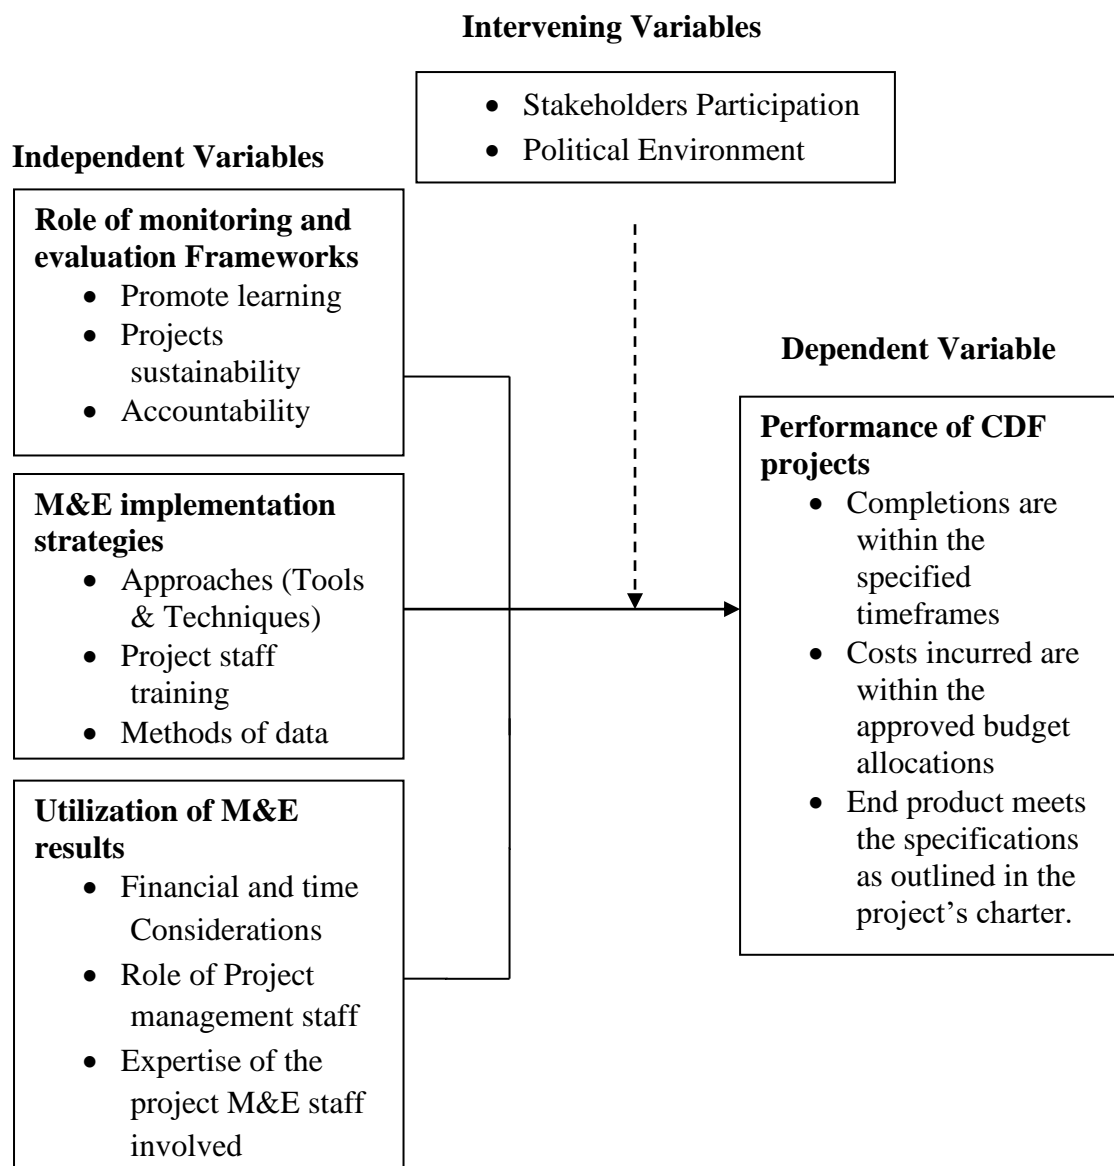 Intervening Variables
• Stakeholders Participation
• Political Environment
Independent Variables
Role of monitoring and
evaluation Frameworks
• Promote learning
• Projects
sustainability
• Accountability
M&E implementation
strategies
• Approaches (Tools
& Techniques)
• Project staff
training
• Methods of data
Utilization of M&E
results
• Financial and time
Considerations
• Role of Project
management staff
• Expertise of the
project M&E staff
involved
Dependent Variable
Performance of CDF
projects
• Completions are
within the
specified
timeframes
• Costs incurred are
within the
approved budget
allocations
• End product meets
the specifications
as outlined in the
project’s charter.